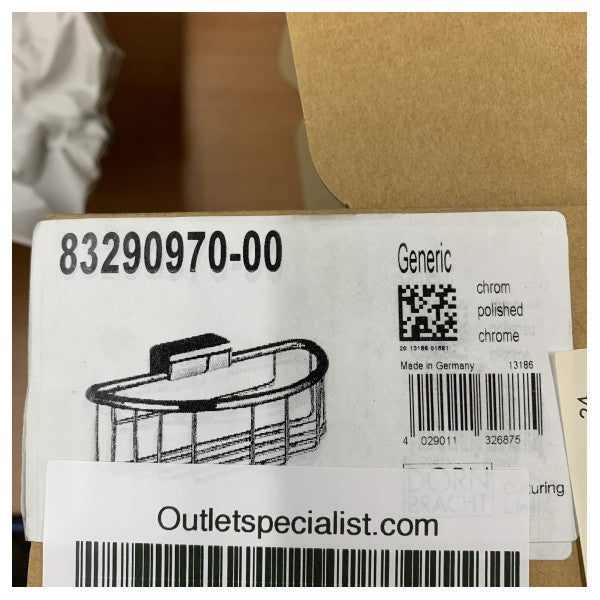 83290970-00
Generic
chrom
polished
chrome
20 13186 01581
Made in Germany 13186
4 029011 326875
DORN
BRACHT
Outletspecialist.com